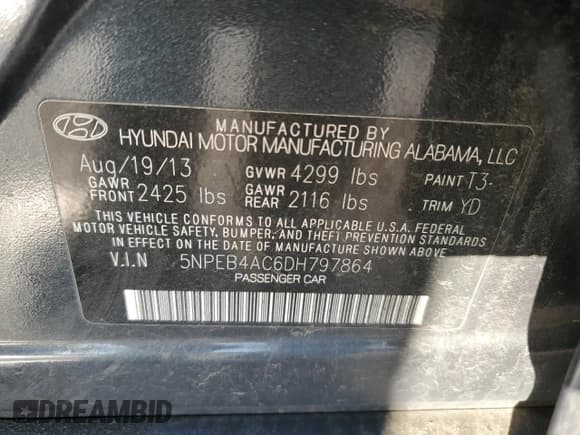 MANUFACTURED BY
HYUNDAI MOTOR MANUFACTURING ALABAMA, LLC
Aug/19/13 GVWR 4299 lbs PAINT T3-
GAWR FRONT 2425 lbs GAWR REAR 2116 lbs TRIM YD
THIS VEHICLE CONFORMS TO ALL APPLICABLE U.S.A. FEDERAL
MOTOR VEHICLE SAFETY, BUMPER, AND THEFT PREVENTION STANDARDS
IN EFFECT ON THE DATE OF MANUFACTURE SHOWN ABOVE.
V.I.N 5NPEB4AC6DH797864
PASSENGER CAR
DREAMBID